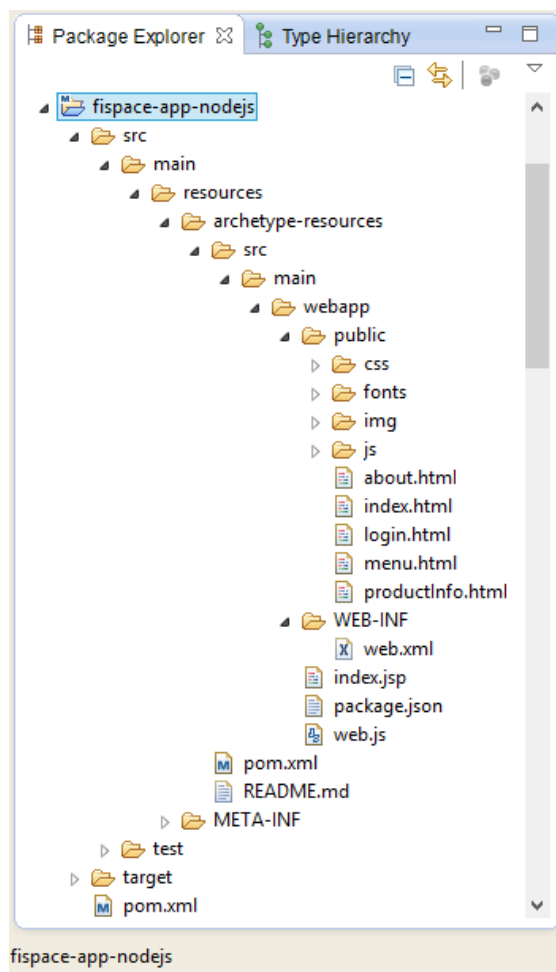 Package Explorer Type Hierarchy
fispace-app-nodejs
src
main
resources
archetype-resources
src
main
webapp
public
css
fonts
img
js
about.html
index.html
login.html
menu.html
productInfo.html
WEB-INF
web.xml
index.jsp
package.json
web.js
pom.xml
README.md
META-INF
test
target
pom.xml
fispace-app-nodejs